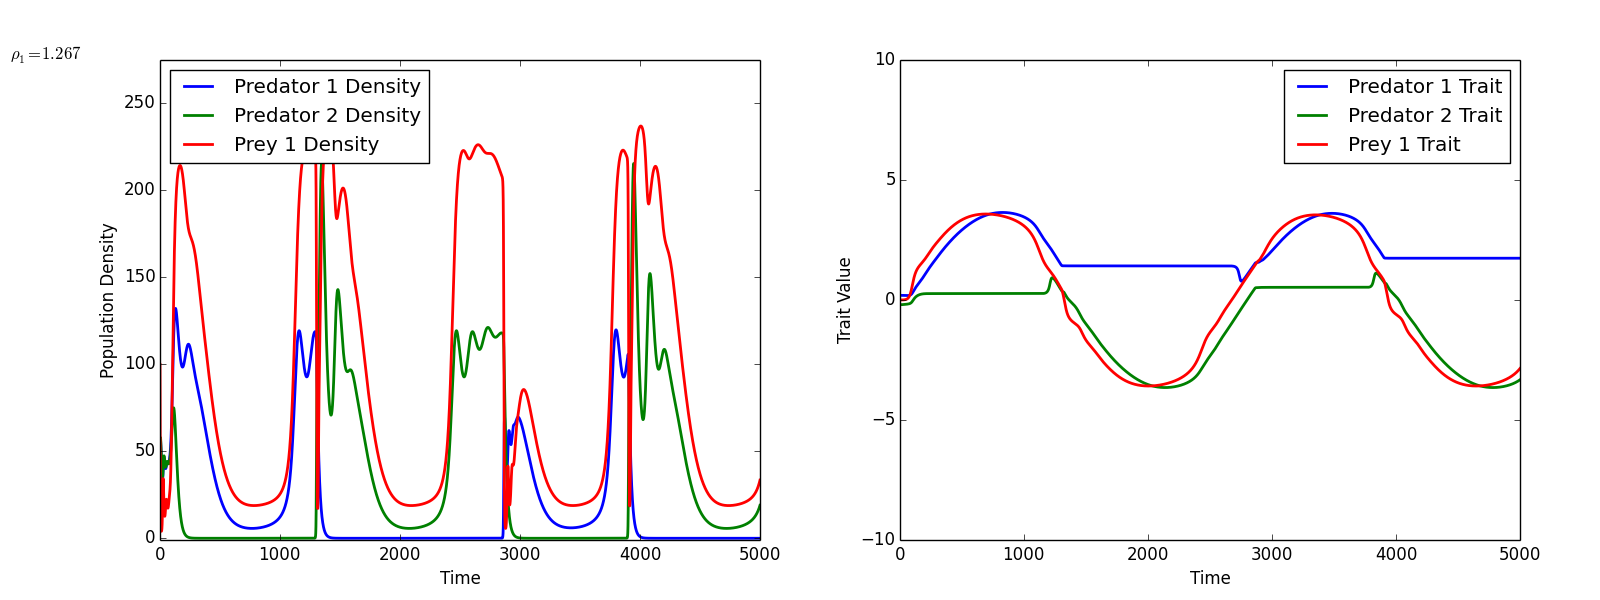 ρ₁ = 1.267
Predator 1 Density
Predator 2 Density
Prey 1 Density
Population Density
250
200
150
100
50
0
0 1000 2000 3000 4000 5000
Time
Predator 1 Trait
Predator 2 Trait
Prey 1 Trait
Trait Value
10
5
0
−5
−10
0 1000 2000 3000 4000 5000
Time